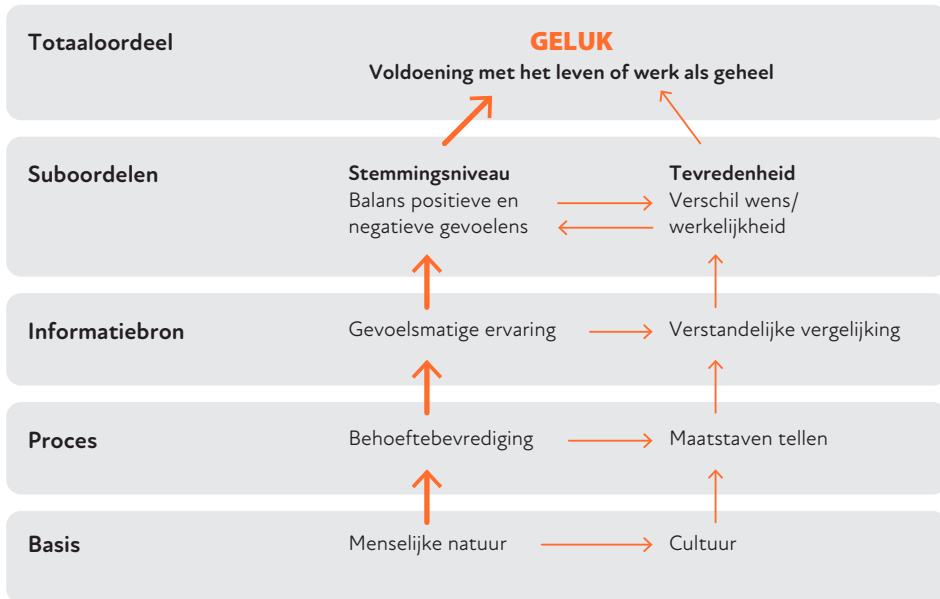 Totaaloordeel
GELUK
Voldoening met het leven of werk als geheel
Suboordelen
Stemmingsniveau
Balans positieve en
negatieve gevoelens
Tevredenheid
Verschil wens/
werkelijkheid
Informatiebron
Gevoelsmatige ervaring
Verstandelijke vergelijking
Proces
Behoeftebevrediging
Maatstaven tellen
Basis
Menselijke natuur
Cultuur